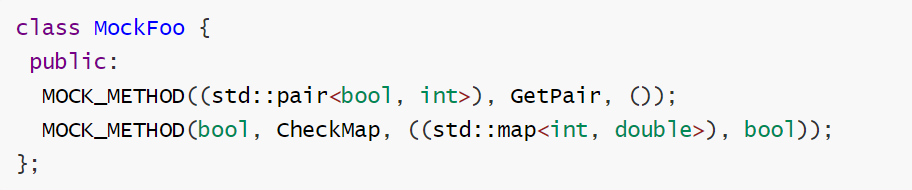 class MockFoo {
 public:
  MOCK_METHOD((std::pair<bool, int>), GetPair, ());
  MOCK_METHOD(bool, CheckMap, ((std::map<int, double>), bool));
};